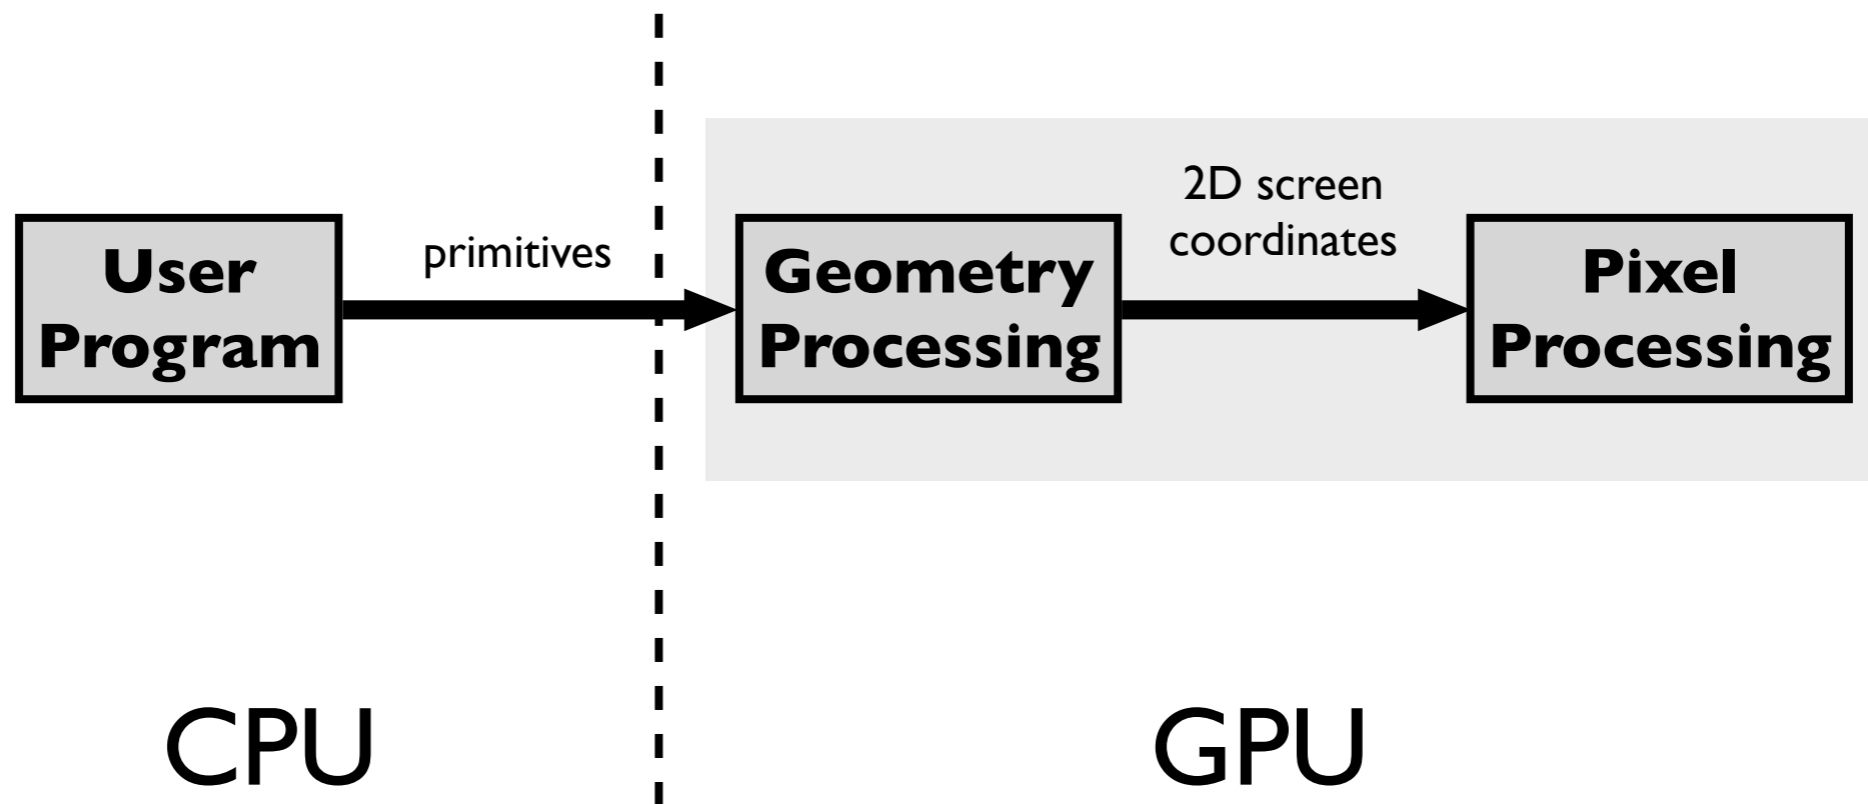 User
Program
primitives
Geometry
Processing
2D screen
coordinates
Pixel
Processing
CPU
GPU